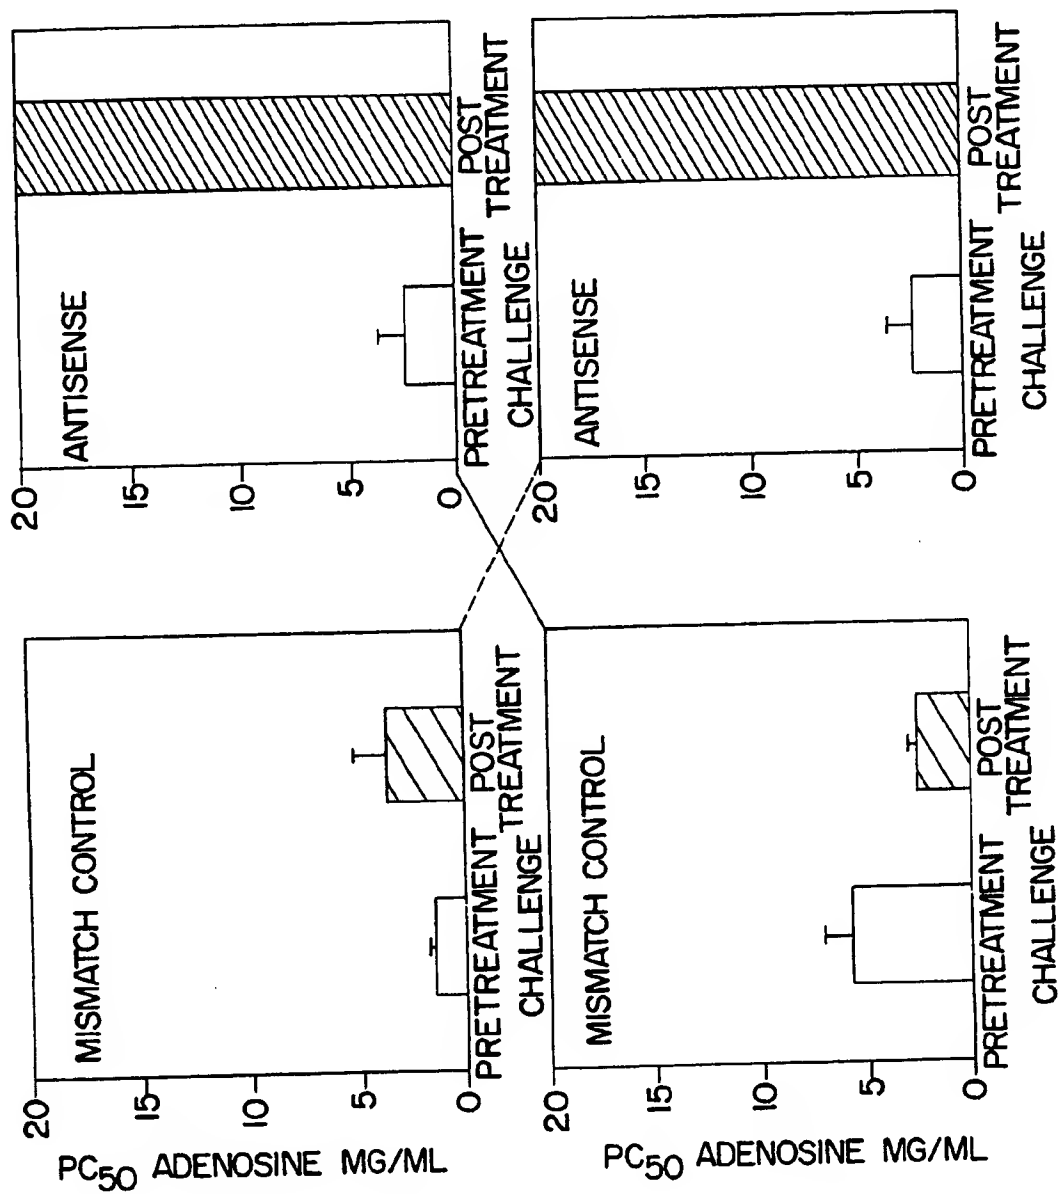 MISMATCH CONTROL
PC50 ADENOSINE MG/ML
20
15
10
5
0
PRETREATMENT
CHALLENGE
POST
TREATMENT
ANTISENSE
20
15
10
5
0
PRETREATMENT
CHALLENGE
POST
TREATMENT
MISMATCH CONTROL
PC50 ADENOSINE MG/ML
20
15
10
5
0
PRETREATMENT
CHALLENGE
POST
TREATMENT
ANTISENSE
20
15
10
5
0
PRETREATMENT
CHALLENGE
POST
TREATMENT